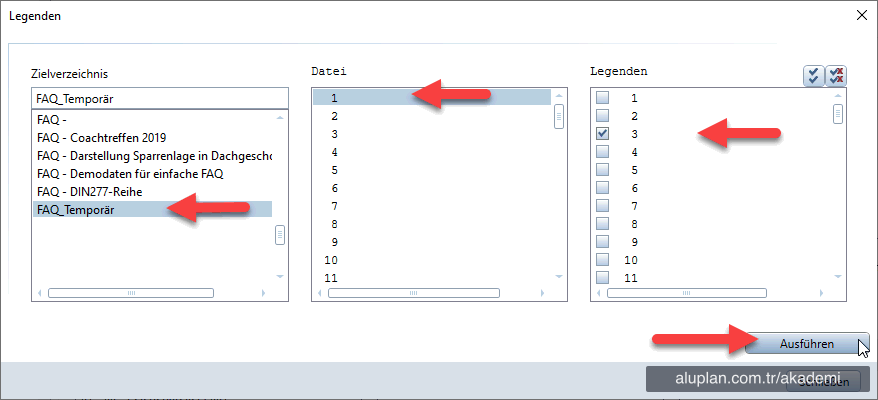 Legenden
Zielverzeichnis
FAQ_Temporär
FAQ -
FAQ - Coachtreffen 2019
FAQ - Darstellung Sparrenlage in Dachgescho
FAQ - Demodaten für einfache FAQ
FAQ - DIN277-Reihe
FAQ_Temporär
Datei
1
2
3
4
5
6
7
8
9
10
11
Legenden
1
2
3
4
5
6
7
8
9
10
11
Ausführen
Schließen
aluplan.com.tr/akademi